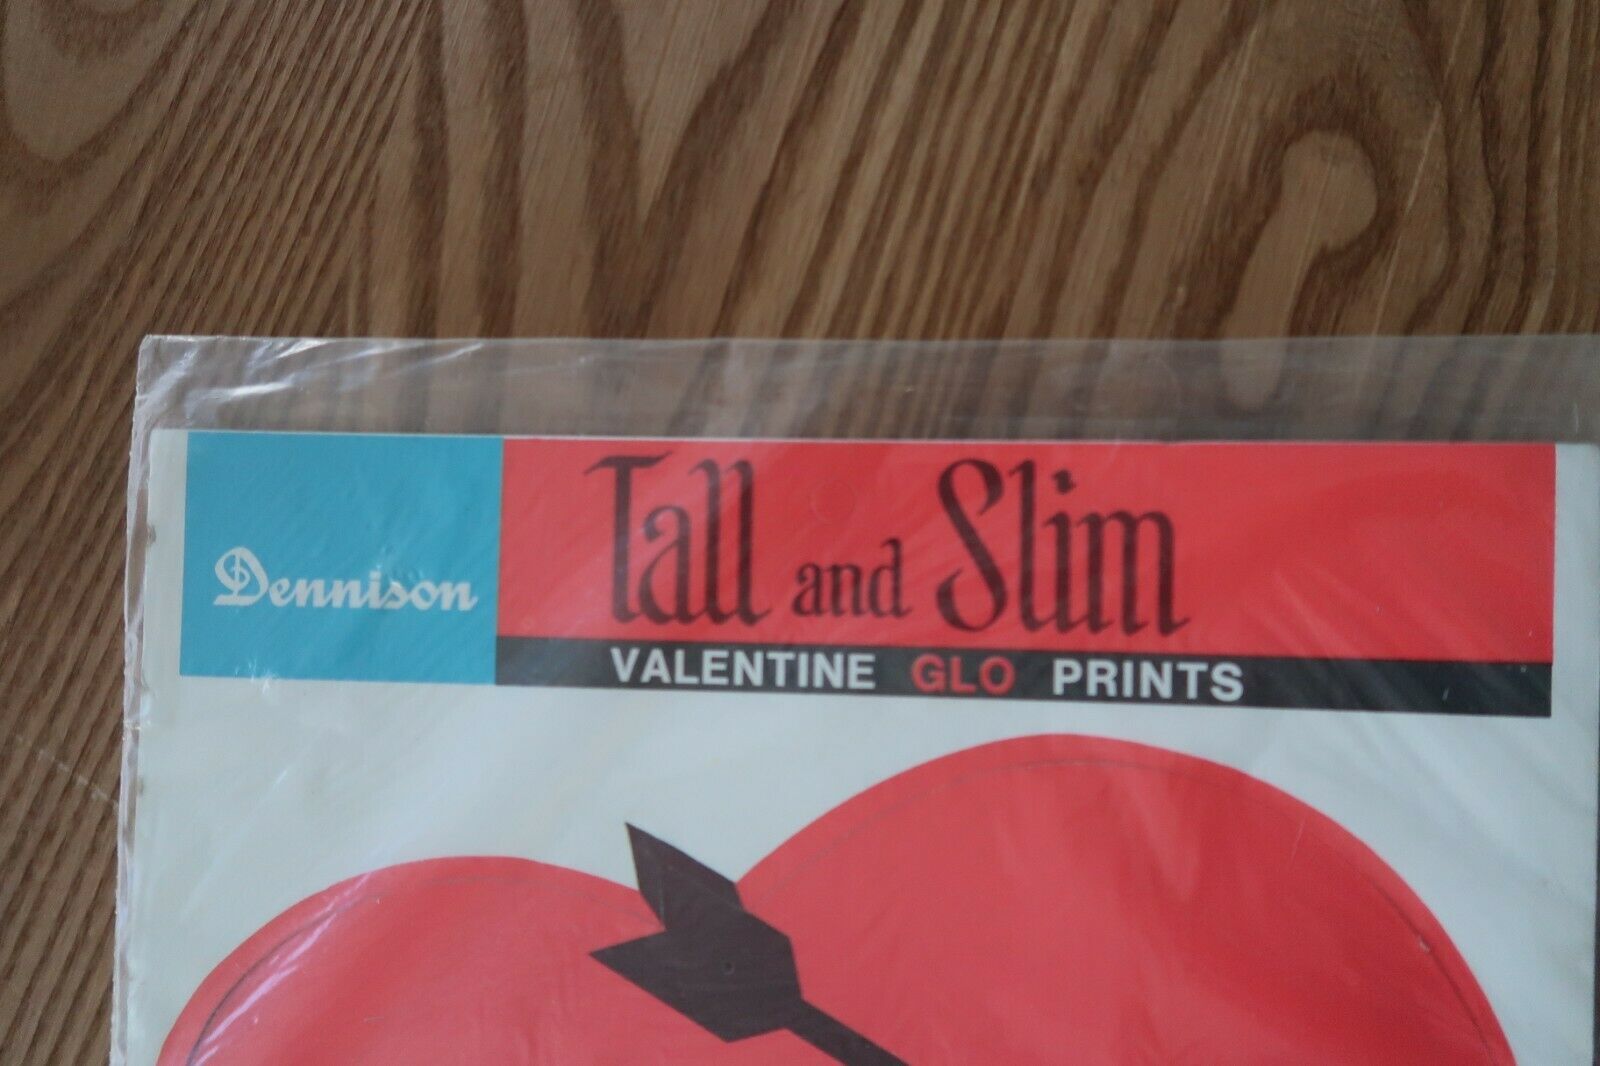 Dennison
Tall and Slim
VALENTINE GLO PRINTS